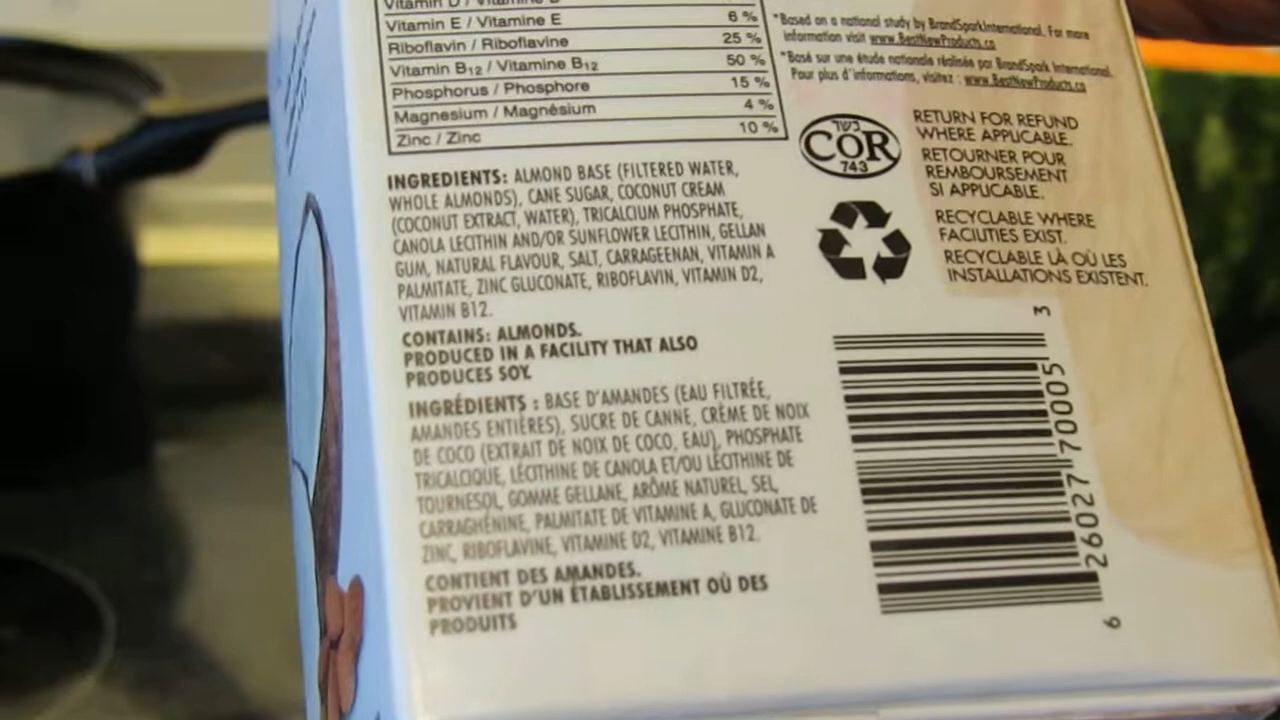 Vitamin E / Vitamine E 6 %
Riboflavin / Riboflavine 25 %
Vitamin B12 / Vitamine B12 50 %
Phosphorus / Phosphore 15 %
Magnesium / Magnésium 4 %
Zinc / Zinc 10 %
INGREDIENTS: ALMOND BASE (FILTERED WATER,
WHOLE ALMONDS), CANE SUGAR, COCONUT CREAM
(COCONUT EXTRACT, WATER), TRICALCIUM PHOSPHATE,
CANOLA LECITHIN AND/OR SUNFLOWER LECITHIN, GELLAN
GUM, NATURAL FLAVOUR, SALT, CARRAGEENAN, VITAMIN A
PALMITATE, ZINC GLUCONATE, RIBOFLAVIN, VITAMIN D2,
VITAMIN B12.
CONTAINS: ALMONDS.
PRODUCED IN A FACILITY THAT ALSO
PRODUCES SOY.
INGRÉDIENTS : BASE D'AMANDES (EAU FILTRÉE,
AMANDES ENTIÈRES), SUCRE DE CANNE, CRÈME DE NOIX
DE COCO (EXTRAIT DE NOIX DE COCO, EAU), PHOSPHATE
TRICALCIQUE, LÉCITHINE DE CANOLA ET/OU LÉCITHINE DE
TOURNESOL, GOMME GELLANE, ARÔME NATUREL, SEL,
CARRAGHÉNINE, PALMITATE DE VITAMINE A, GLUCONATE DE
ZINC, RIBOFLAVINE, VITAMINE D2, VITAMINE B12.
CONTIENT DES AMANDES.
PROVIENT D'UN ÉTABLISSEMENT OÙ DES
PRODUITS
*Based on a national study by BrandSparkInternational. For more
information visit www.BestNewProducts.ca
*Basé sur une étude nationale réalisée par BrandSpark International.
Pour plus d'informations, visitez : www.BestNewProducts.ca
כשר
COR
743
RETURN FOR REFUND
WHERE APPLICABLE.
RETOURNER POUR
REMBOURSEMENT
SI APPLICABLE.
RECYCLABLE WHERE
FACILITIES EXIST.
RECYCLABLE LÀ OÙ LES
INSTALLATIONS EXISTENT.
6 26027 70005 3